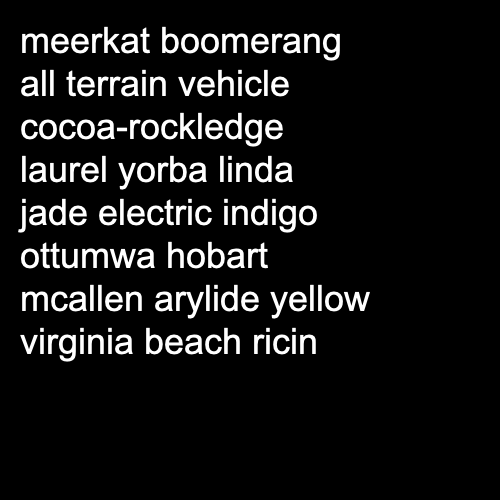 meerkat boomerang
all terrain vehicle
cocoa-rockledge
laurel yorba linda
jade electric indigo
ottumwa hobart
mcallen arylide yellow
virginia beach ricin